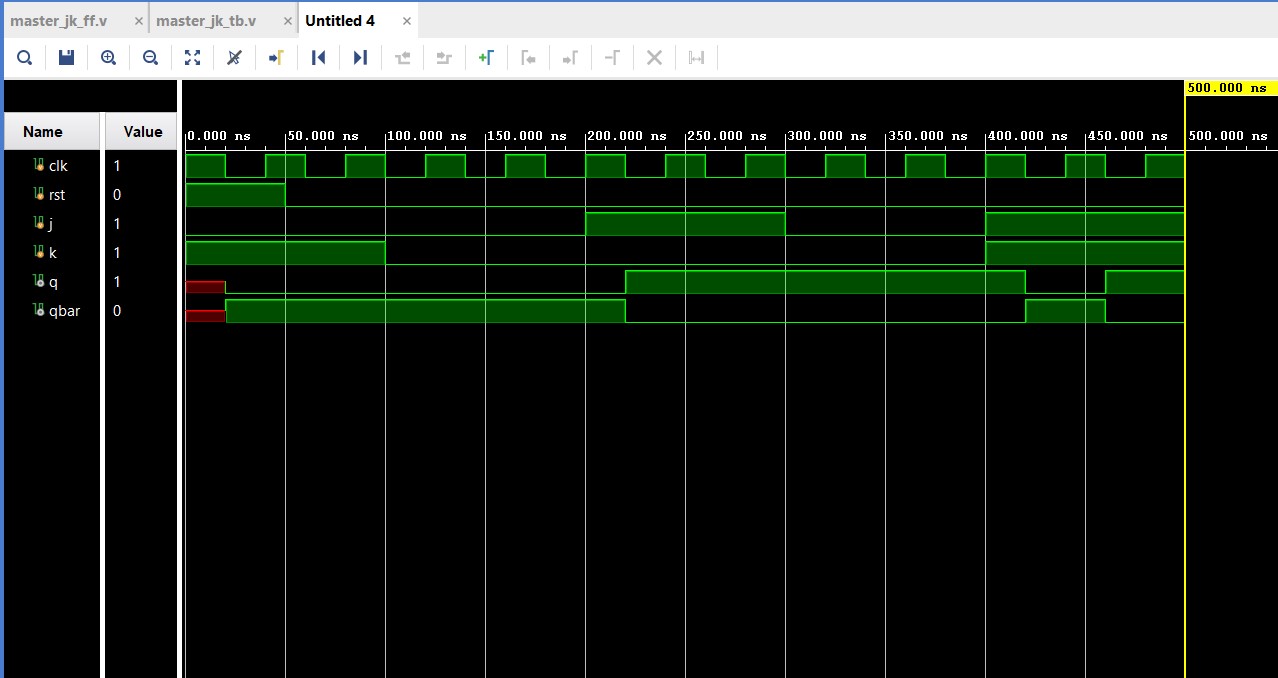 master_jk_ff.v × master_jk_tb.v × Untitled 4 ×
500.000 ns
Name Value 0.000 ns 50.000 ns 100.000 ns 150.000 ns 200.000 ns 250.000 ns 300.000 ns 350.000 ns 400.000 ns 450.000 ns 500.000 ns
clk 1
rst 0
j 1
k 1
q 1
qbar 0